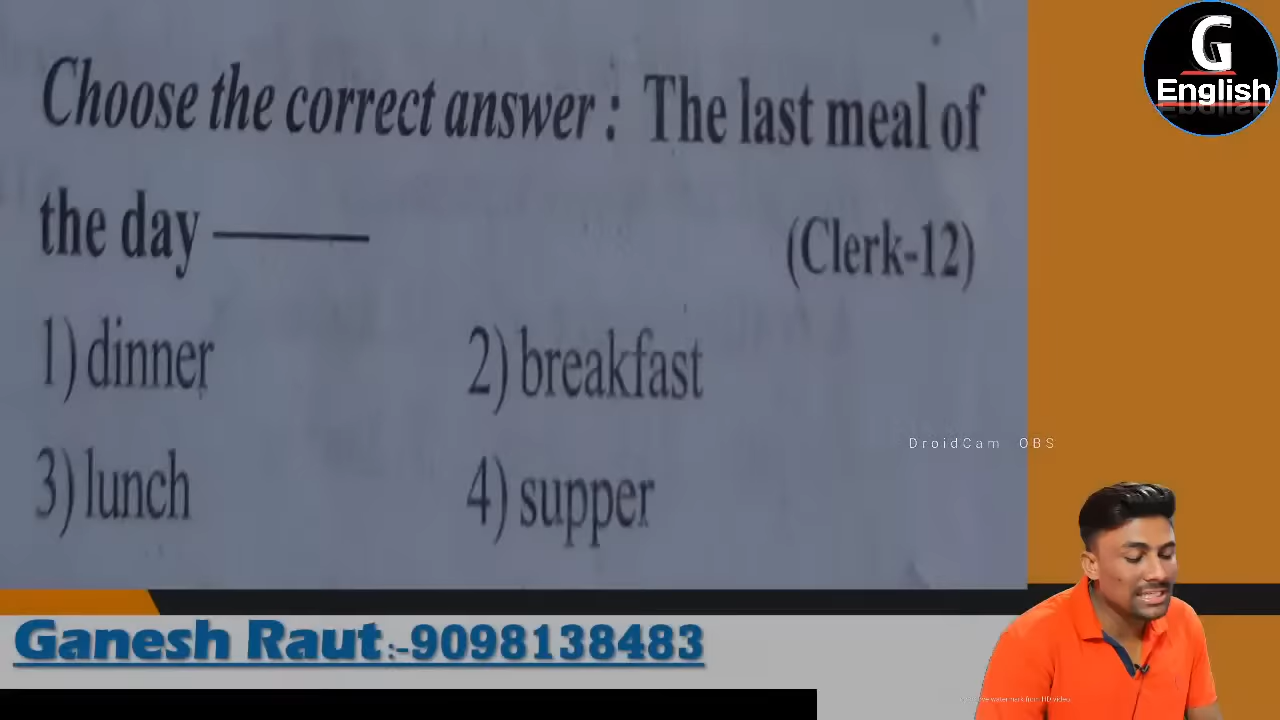 Choose the correct answer : The last meal of
the day ———
(Clerk-12)
1) dinner
2) breakfast
3) lunch
4) supper
G
English
DroidCam OBS
Ganesh Raut:-9098138483